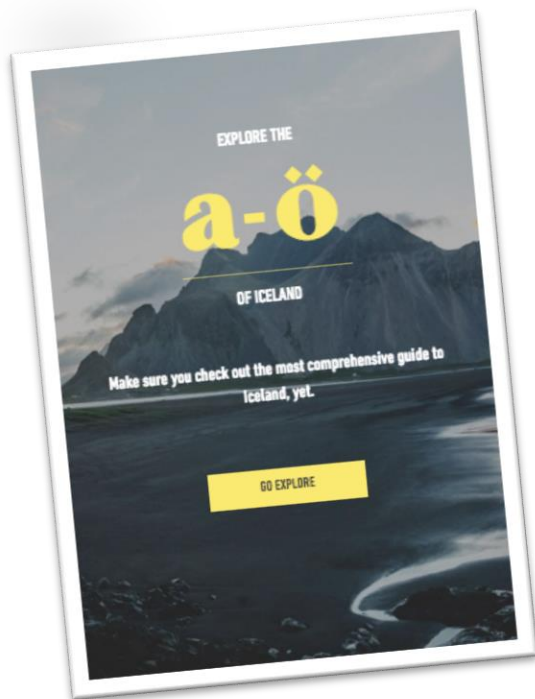 EXPLORE THE
a-ö
OF ICELAND
Make sure you check out the most comprehensive guide to
Iceland, yet.
GO EXPLORE